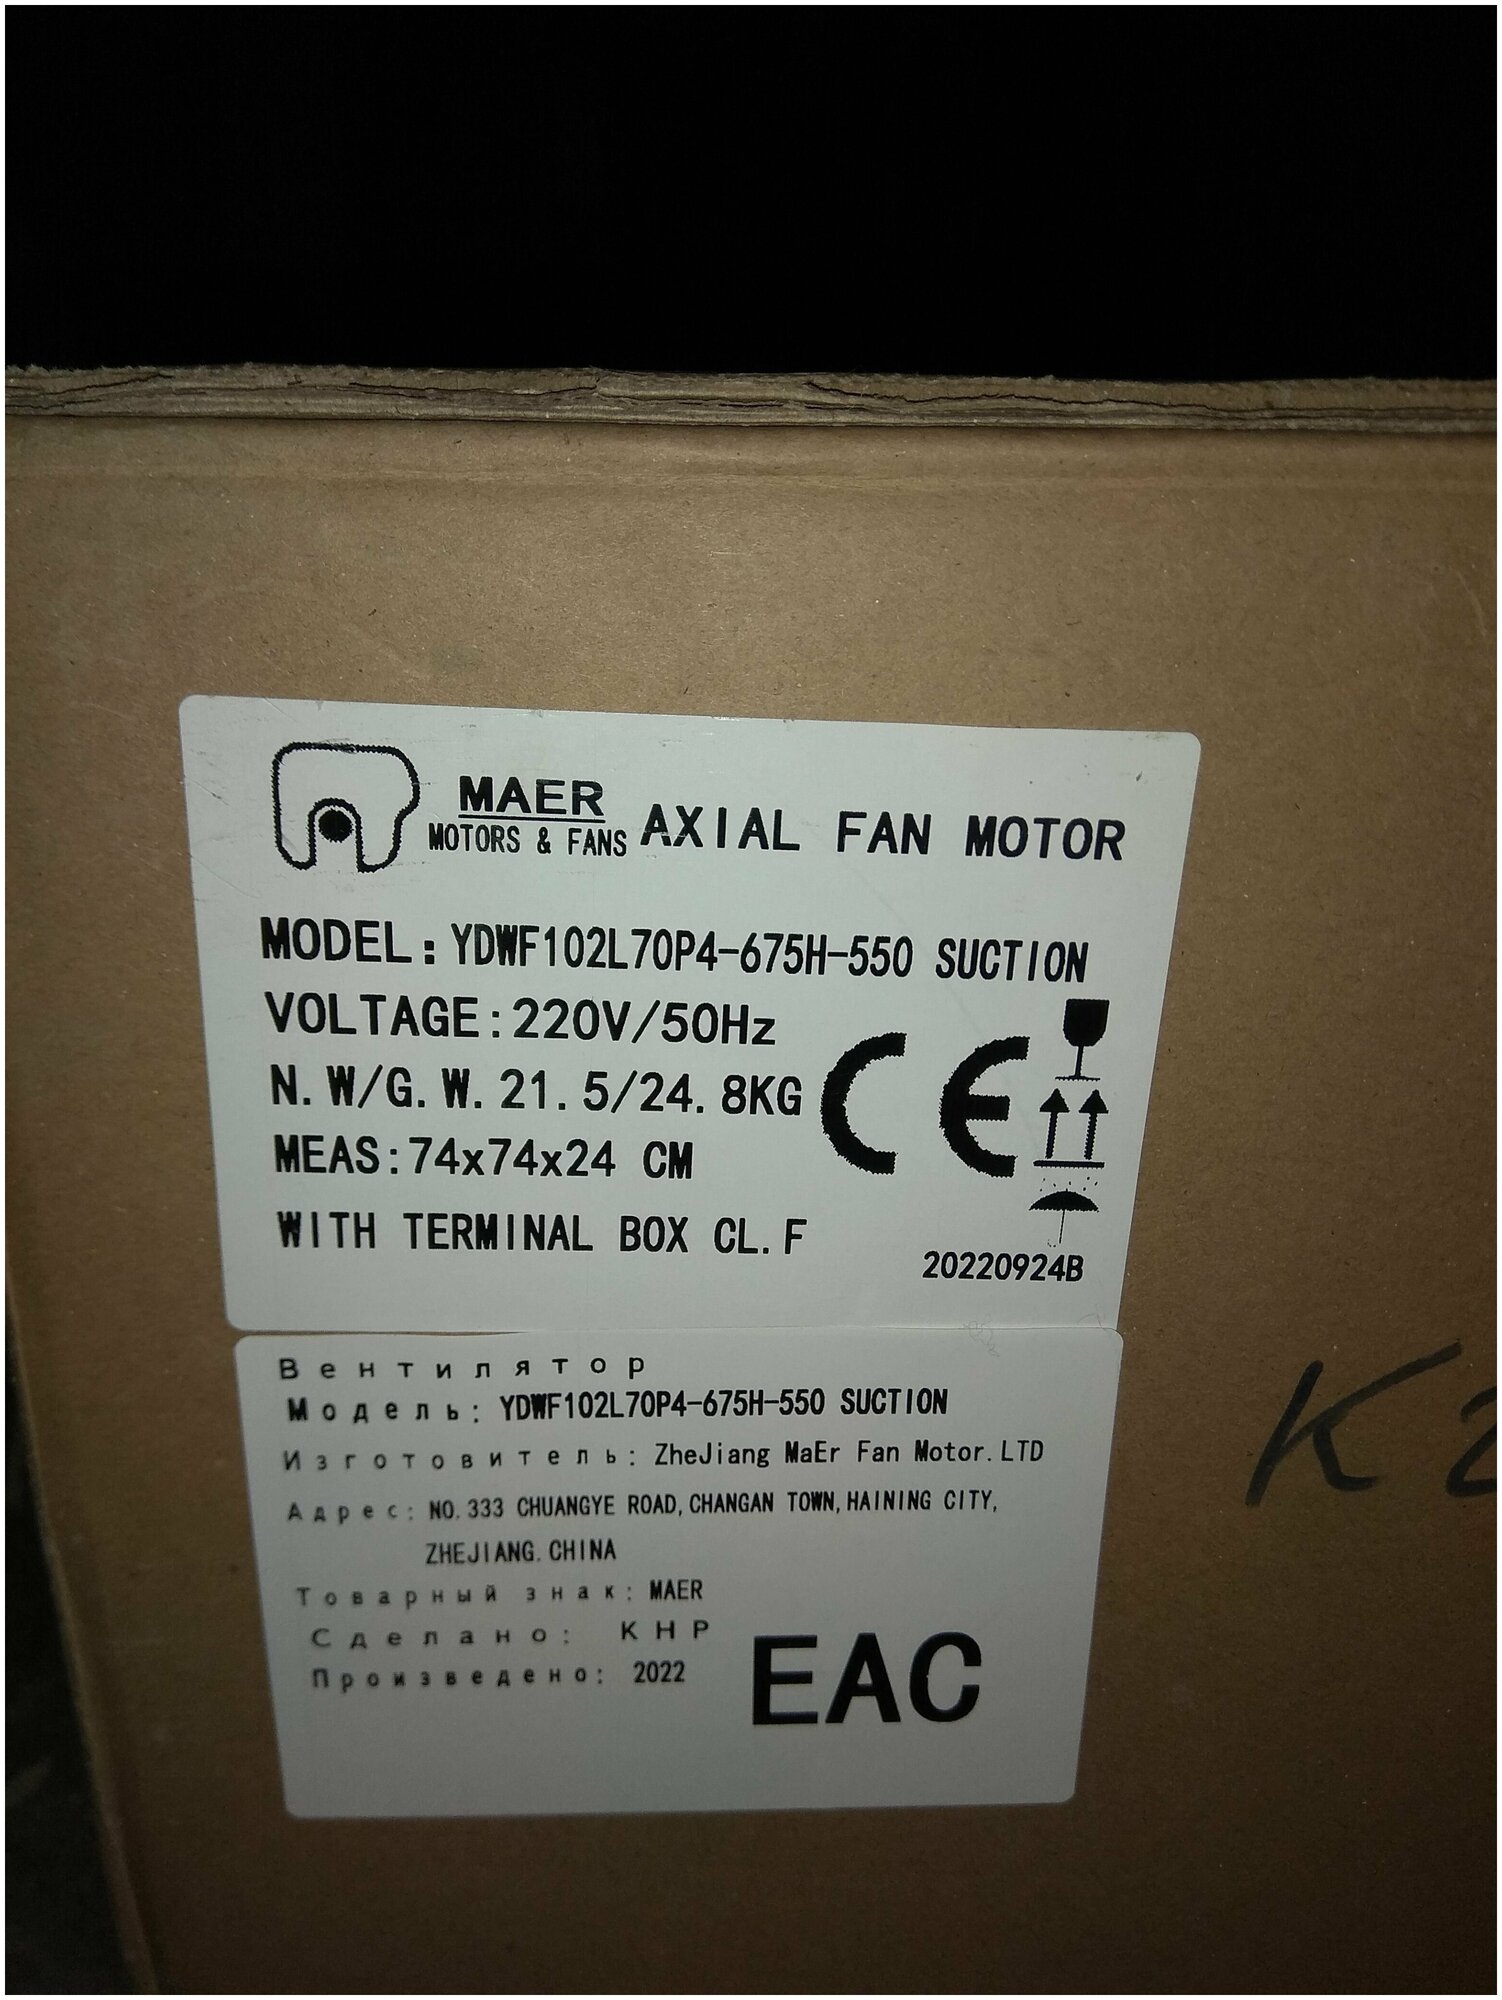 MAER
MOTORS & FANS
AXIAL FAN MOTOR
MODEL: YDWF102L70P4-675H-550 SUCTION
VOLTAGE:220V/50Hz
N.W/G.W. 21.5/24.8KG
MEAS:74x74x24 CM
WITH TERMINAL BOX CL.F
CE
20220924B
Вентилятор
Модель: YDWF102L70P4-675H-550 SUCTION
Изготовитель: ZheJiang MaEr Fan Motor.LTD
Адрес: NO.333 CHUANGYE ROAD,CHANGAN TOWN,HAINING CITY,
ZHEJIANG.CHINA
Товарный знак: MAER
Сделано: КНР
Произведено: 2022
EAC